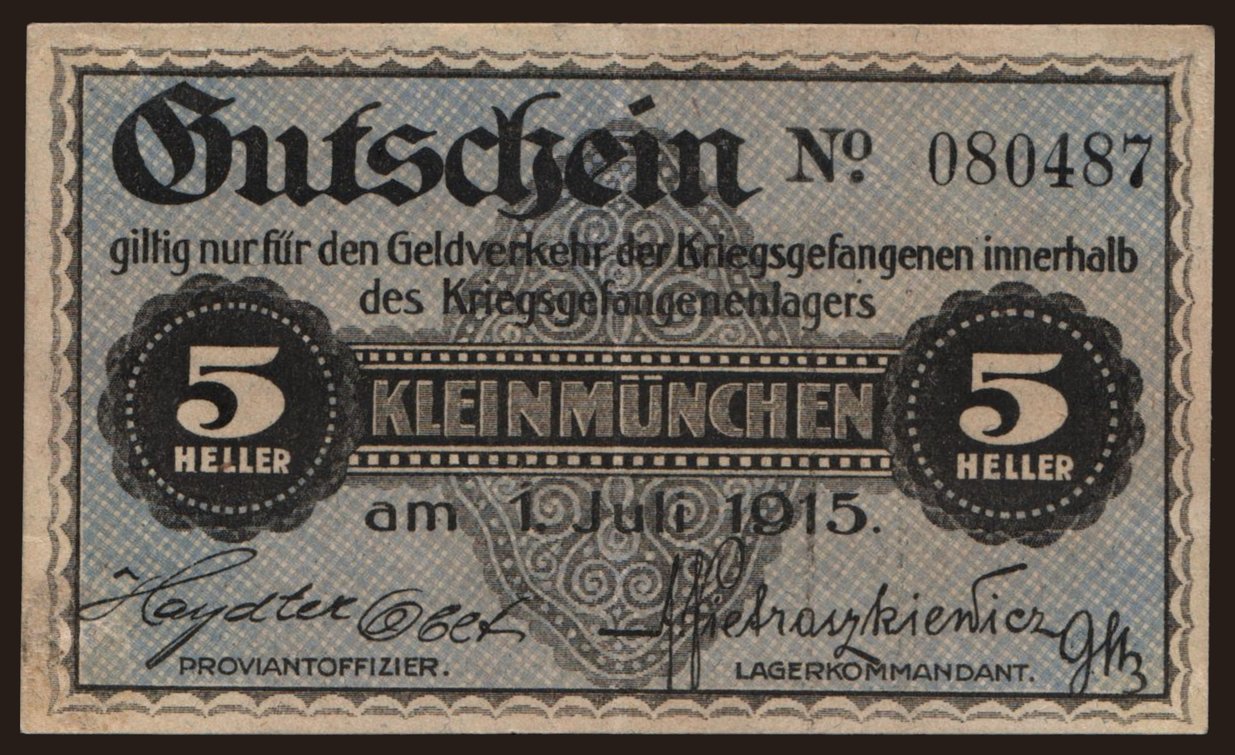 Gutschein No. 080487
giltig nur für den Geldverkehr der Kriegsgefangenen innerhalb
des Kriegsgefangenenlagers
5 HELLER
KLEINMÜNCHEN
5 HELLER
am 1. Juli 1915.
Pietraszkiewicz
PROVIANTOFFIZIER.
LAGERKOMMANDANT.